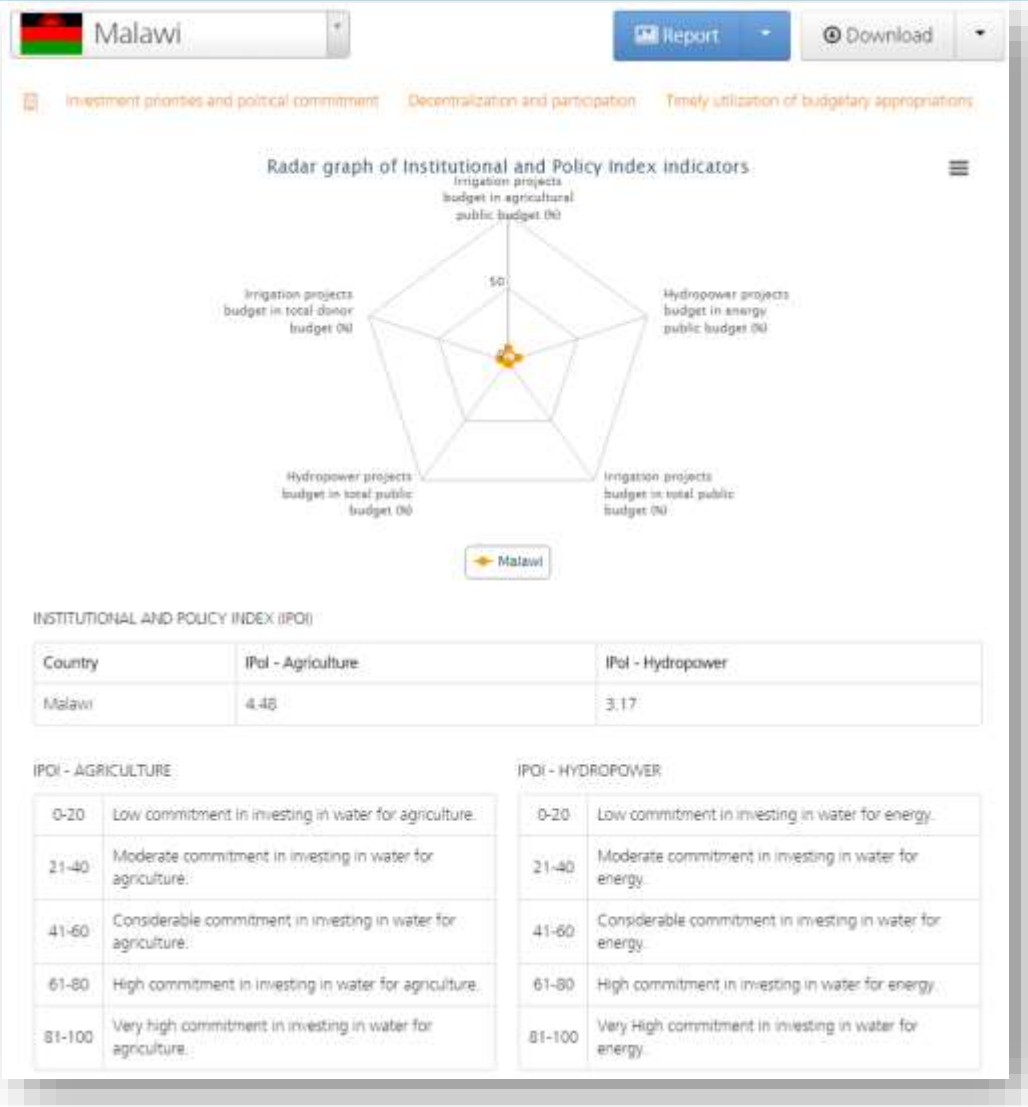 Malawi
Report
Download
Investment priorities and political commitment
Decentralization and participation
Timely utilization of budgetary appropriations
Radar graph of Institutional and Policy Index indicators
Irrigation projects
budget in agricultural
public budget (%)
50
Irrigation projects
budget in total donor
budget (%)
Hydropower projects
budget in energy
public budget (%)
Hydropower projects
budget in total public
budget (%)
Irrigation projects
budget in total public
budget (%)
Malawi
INSTITUTIONAL AND POLICY INDEX (IPOI)
Country
IPoI - Agriculture
IPoI - Hydropower
Malawi
4.48
3.17
IPOI - AGRICULTURE
0-20
Low commitment in investing in water for agriculture.
21-40
Moderate commitment in investing in water for
agriculture.
41-60
Considerable commitment in investing in water for
agriculture.
61-80
High commitment in investing in water for agriculture.
81-100
Very high commitment in investing in water for
agriculture.
IPOI - HYDROPOWER
0-20
Low commitment in investing in water for energy.
21-40
Moderate commitment in investing in water for
energy.
41-60
Considerable commitment in investing in water for
energy.
61-80
High commitment in investing in water for energy.
81-100
Very High commitment in investing in water for
energy.